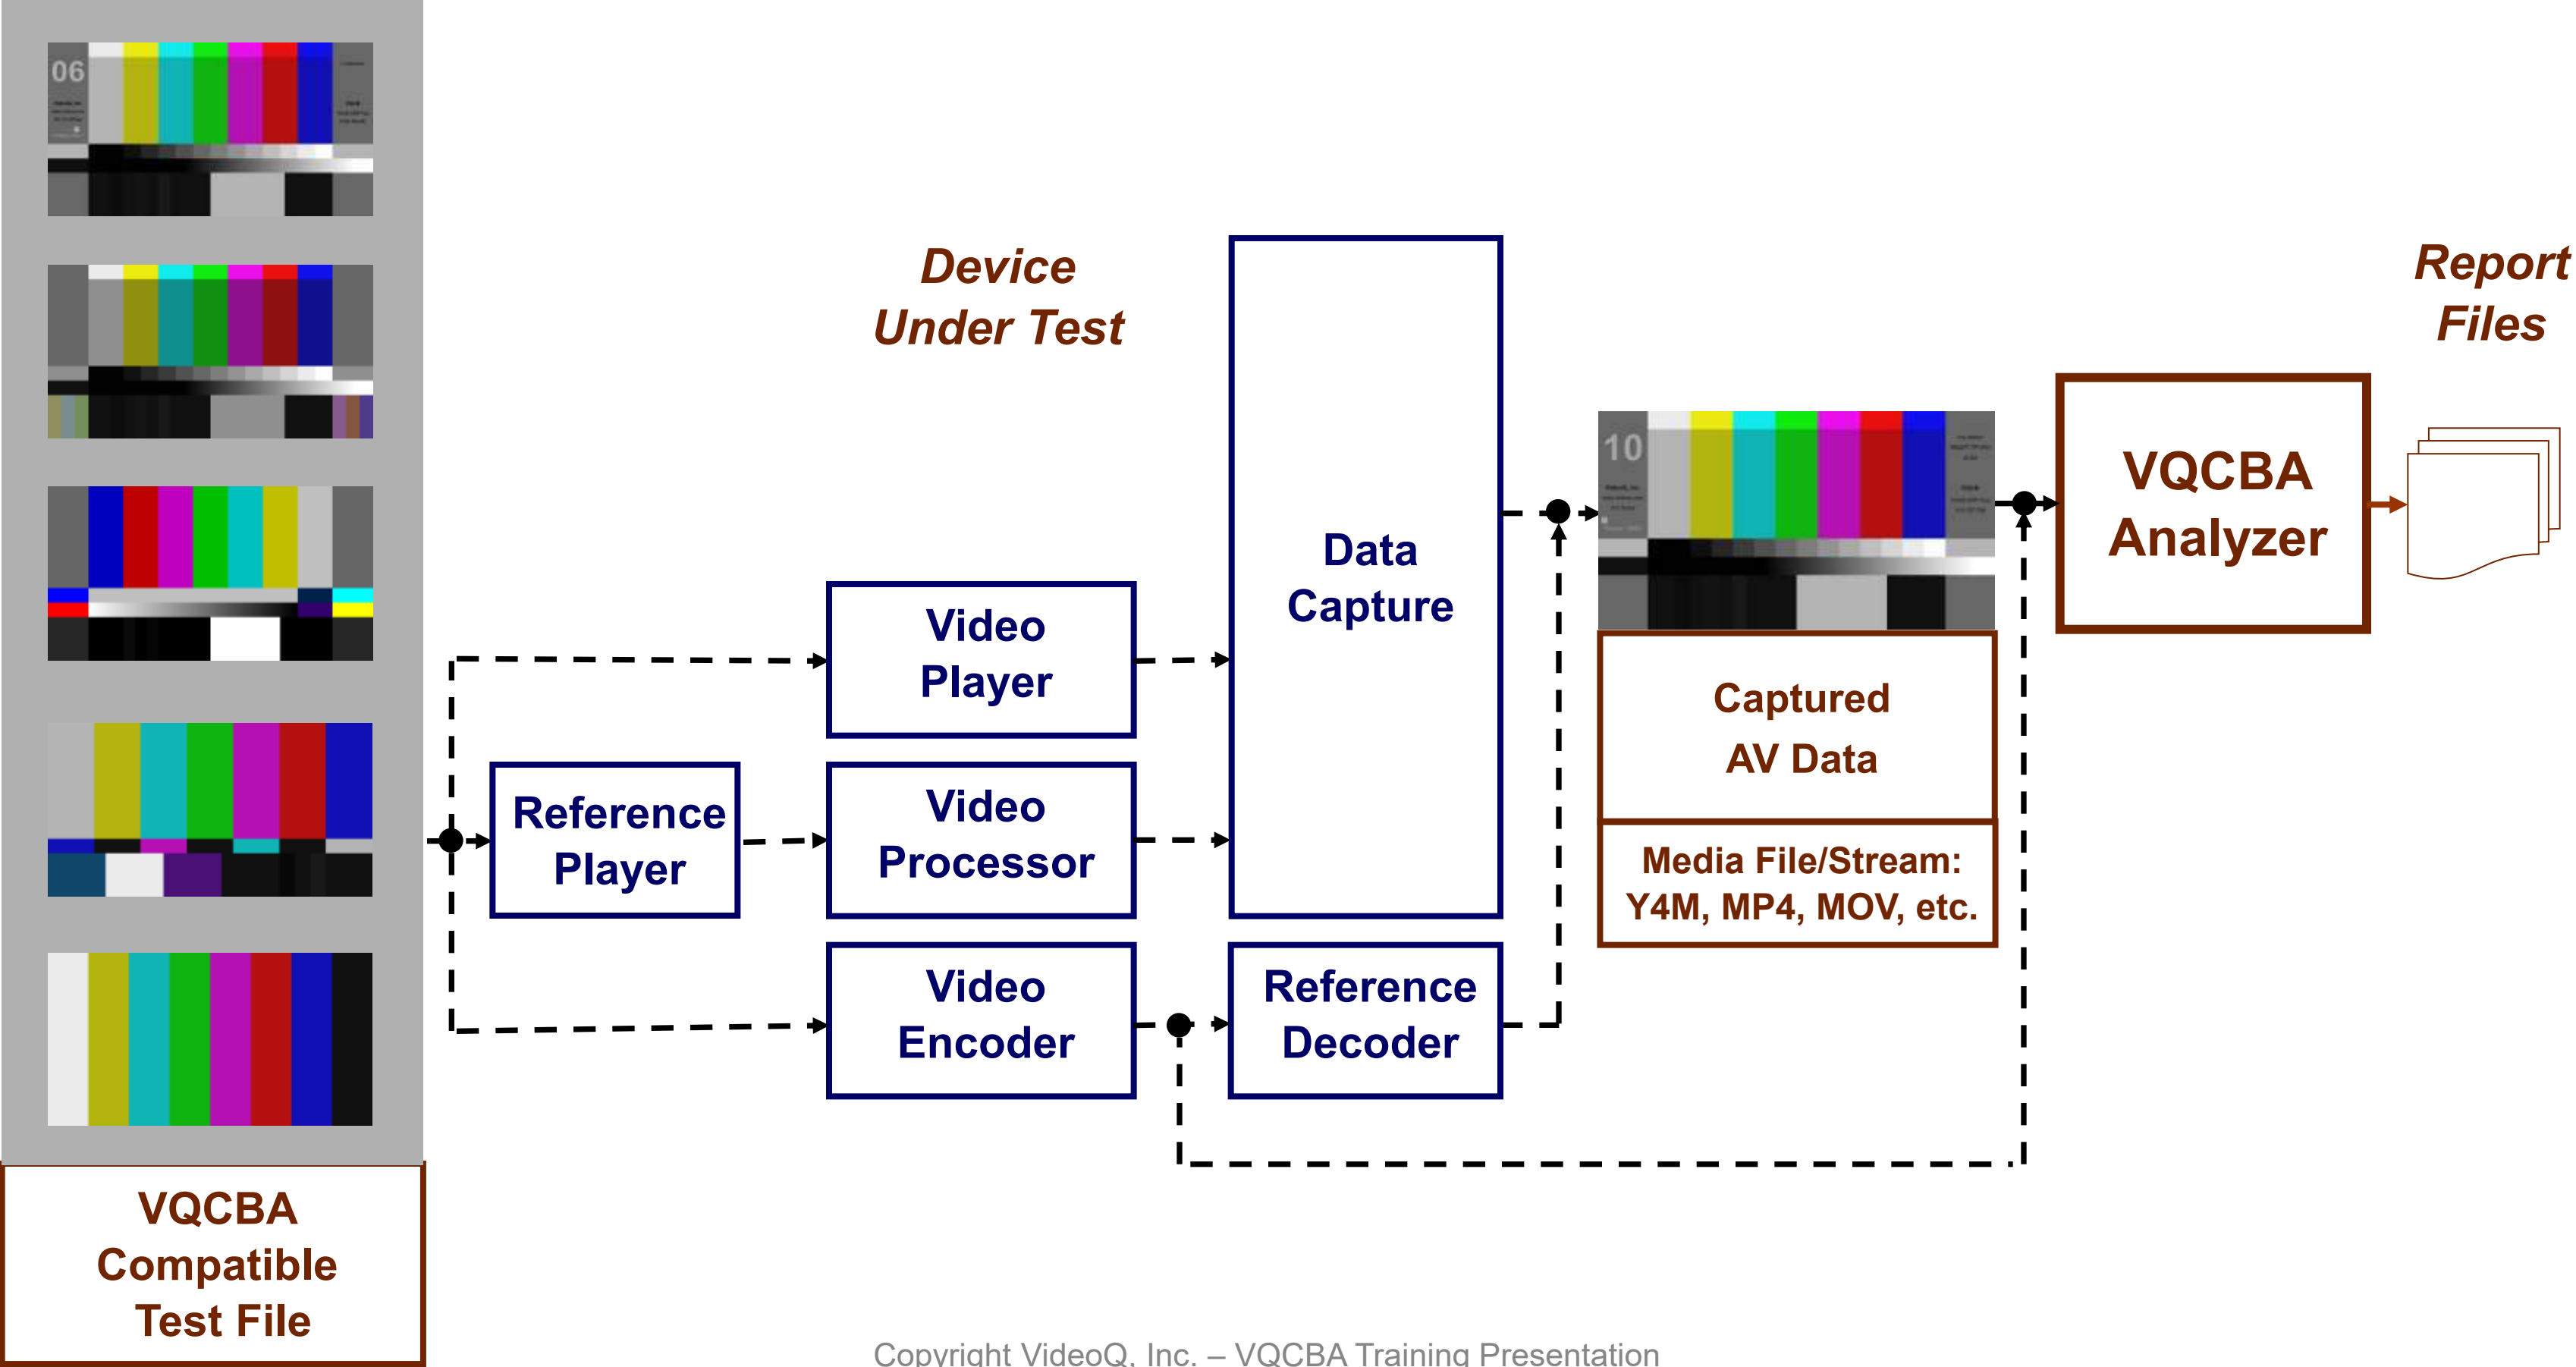 06
Device
Under Test
Report
Files
10
VQCBA
Analyzer
Data
Capture
Video
Player
Captured
AV Data
Reference
Player
Video
Processor
Media File/Stream:
Y4M, MP4, MOV, etc.
Video
Encoder
Reference
Decoder
VQCBA
Compatible
Test File
Copyright VideoQ, Inc. – VQCBA Training Presentation